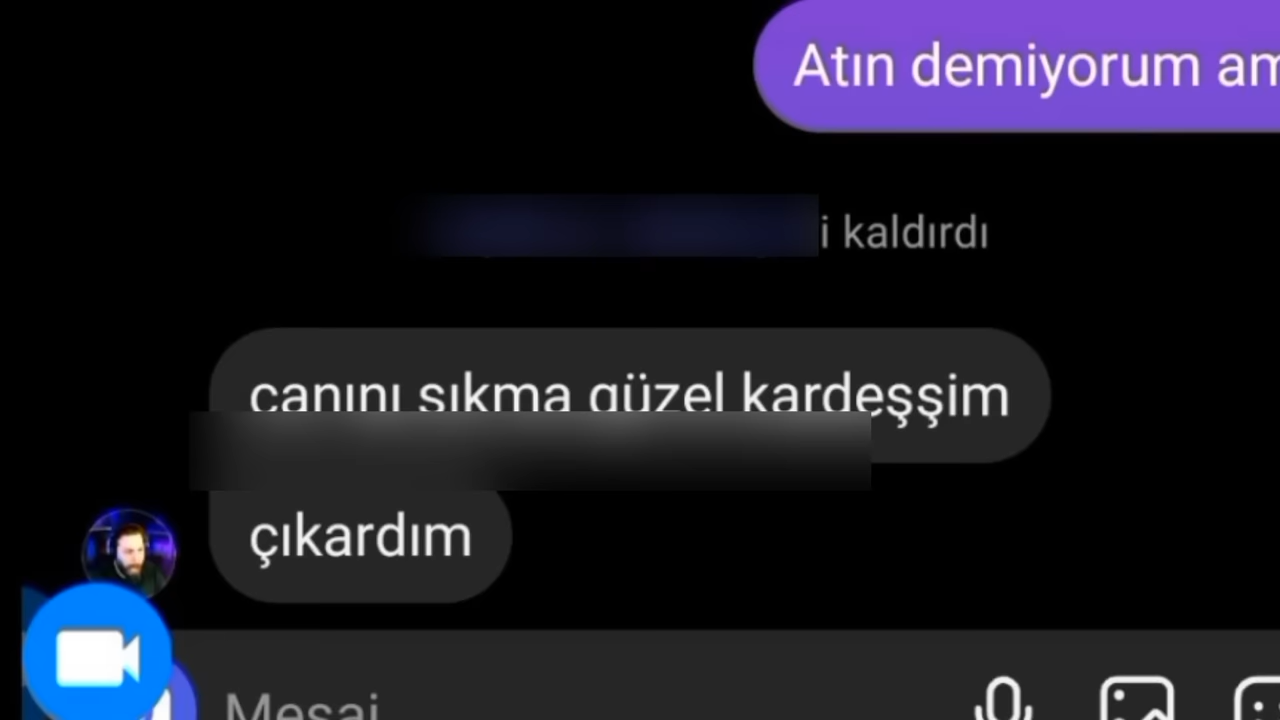 Atın demiyorum am
i kaldırdı
canını sıkma güzel kardeşşim
çıkardım
Mesaj